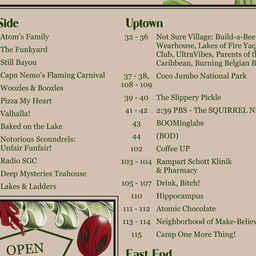 Side
Atom's Family
The Funkyard
Still Bayou
Capn Nemo's Flaming Carnival
Woozles & Boozles
Pizza My Heart
Valhalla!
Baked on the Lake
Notorious Scoundrels:
Unfair Funfair!
Radio SGC
Deep Mysteries Teahouse
Lakes & Ladders
OPEN
Uptown
32 - 36 Not Sure Village: Build-a-Bee
Wearhouse, Lakes of Fire Yac
Club, UltraVibes, Parents of th
Caribbean, Burning Belgian B
37 - 38, Coco Jumbo National Park
108 - 109
39 - 40 The Slippery Pickle
41 - 42 2:39 PBS - The SQUIRREL N
43 BOOMinglabs
44 (BOD)
102 Coffee UP
103 - 104 Rampart Schott Klinik
& Pharmacy
105 - 107 Drink, Bitch!
110 Hippocampus
111 - 112 Atomic Chocolate
113 - 114 Neighborhood of Make-Believ
115 Camp One More Thing!
East End